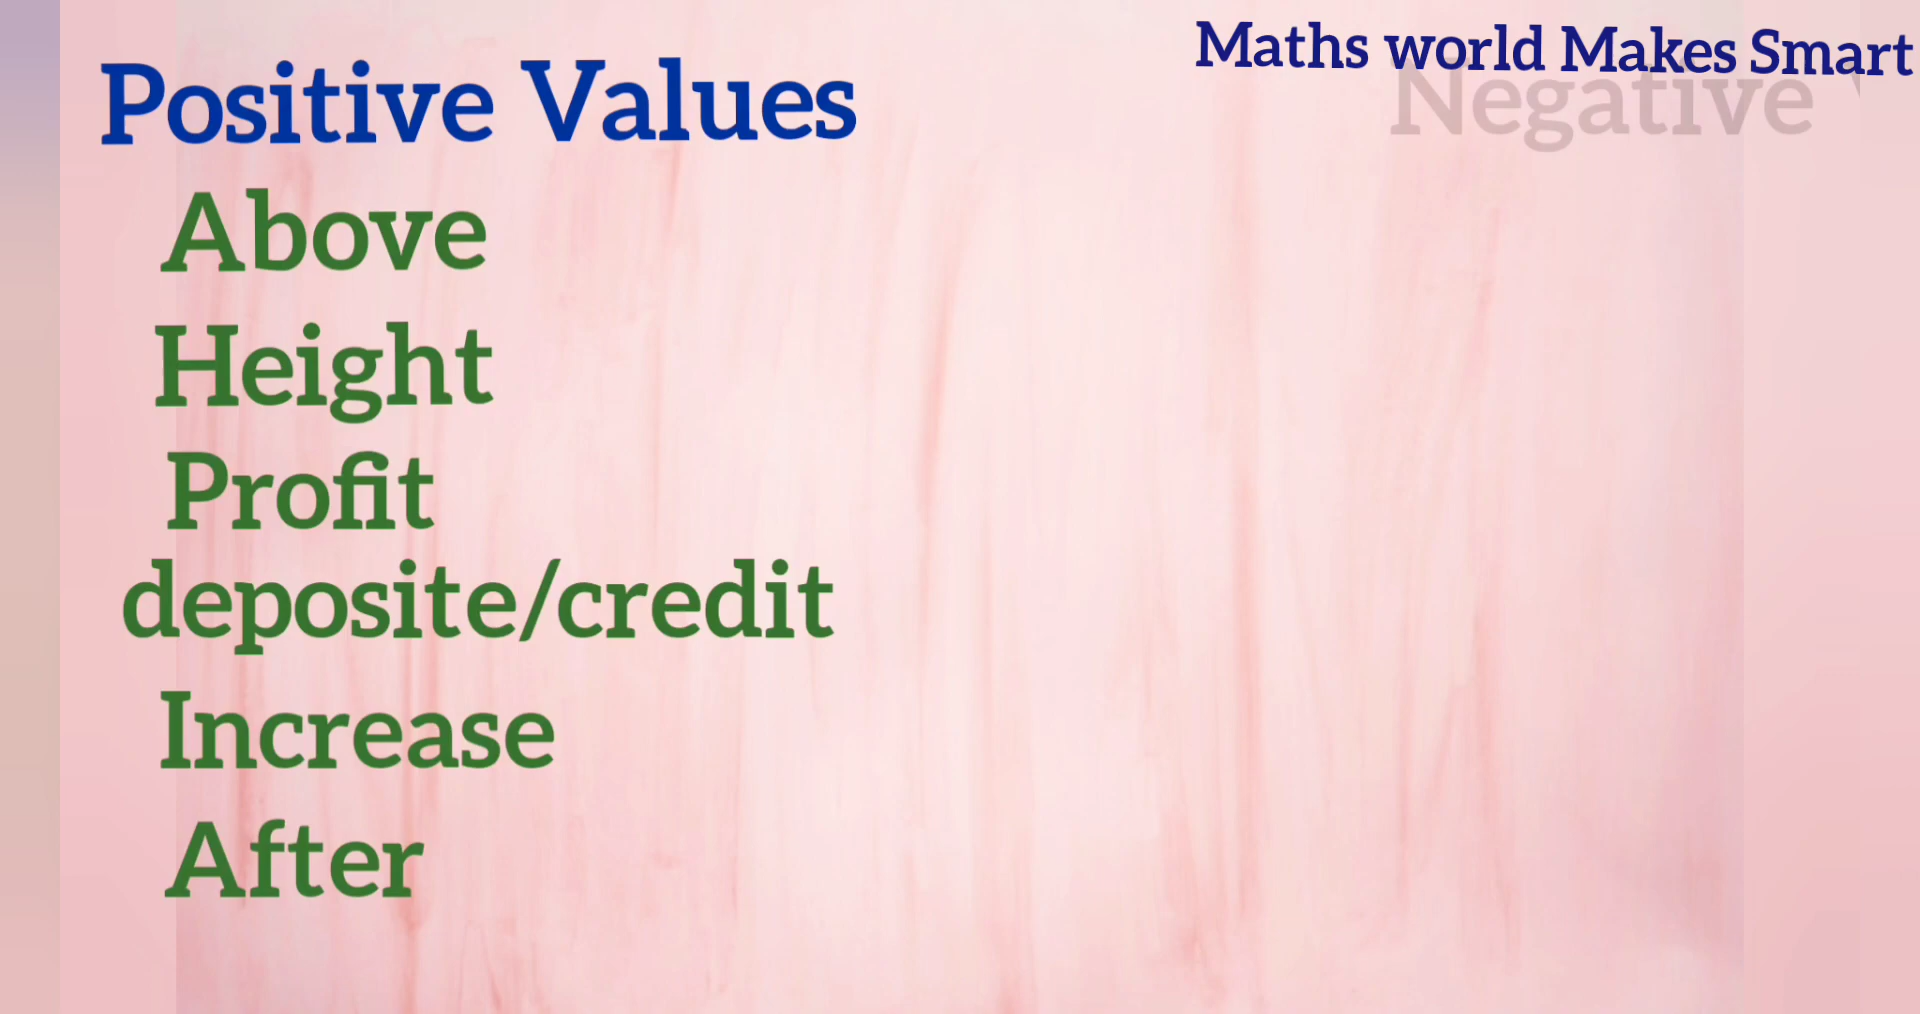 Maths world Makes Smart
Positive Values
Negative
Above
Height
Profit
deposite/credit
Increase
After